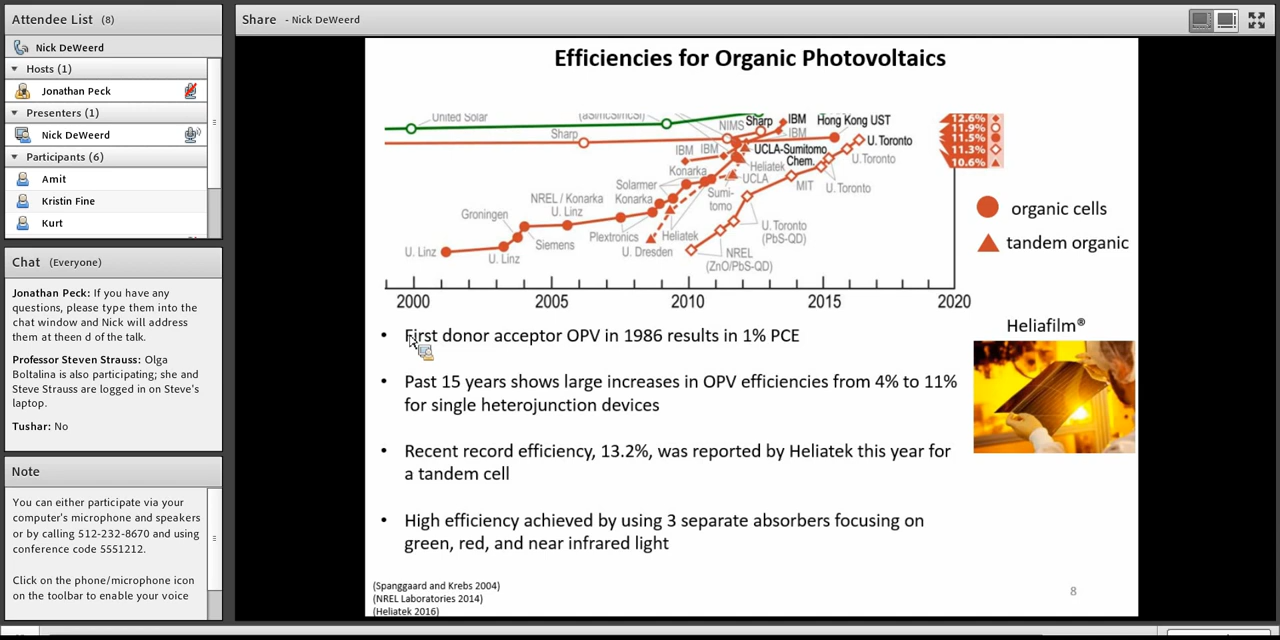 Attendee List (8)
Nick DeWeerd
Hosts (1)
Jonathan Peck
Presenters (1)
Nick DeWeerd
Participants (6)
Amit
Kristin Fine
Kurt
Chat (Everyone)
Jonathan Peck: If you have any
questions, please type them into the
chat window and Nick will address
them at theen d of the talk.
Professor Steven Strauss: Olga
Boltalina is also participating; she
and Steve Strauss are logged in on Steve's
laptop.
Tushar: No
Note
You can either participate via your
computer's microphone and speakers
or by calling 512-232-8670 and using
conference code 5551212.
Click on the phone/microphone icon
on the toolbar to enable your voice
Share - Nick DeWeerd
Efficiencies for Organic Photovoltaics
United Solar
(aSi/ncSi/ncSi)
Sharp
NIMS
Sharp
IBM
IBM
Hong Kong UST
U. Toronto
IBM
IBM
UCLA-Sumitomo
Chem.
U. Toronto
Konarka
Heliatek
UCLA
MIT
U. Toronto
Solarmer
Konarka
Sumi-
tomo
NREL / Konarka
U. Linz
Groningen
Plextronics
Heliatek
U. Toronto
(PbS-QD)
U. Linz
U. Linz
Siemens
U. Dresden
NREL
(ZnO/PbS-QD)
12.6%
11.9%
11.5%
11.3%
10.6%
organic cells
tandem organic
2000
2005
2010
2015
2020
Heliafilm®
• First donor acceptor OPV in 1986 results in 1% PCE
• Past 15 years shows large increases in OPV efficiencies from 4% to 11%
for single heterojunction devices
• Recent record efficiency, 13.2%, was reported by Heliatek this year for
a tandem cell
• High efficiency achieved by using 3 separate absorbers focusing on
green, red, and near infrared light
(Spanggaard and Krebs 2004)
(NREL Laboratories 2014)
(Heliatek 2016)
8